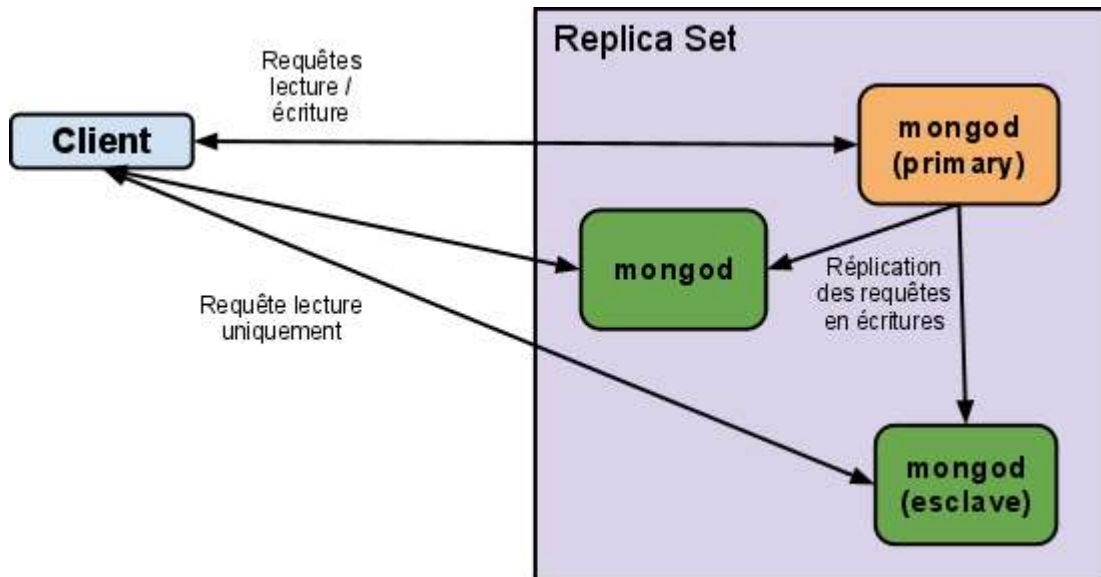 Replica Set
Requêtes
lecture /
écriture
Client
mongod
(primary)
mongod
Réplication
des requêtes
en écritures
Requête lecture
uniquement
mongod
(esclave)